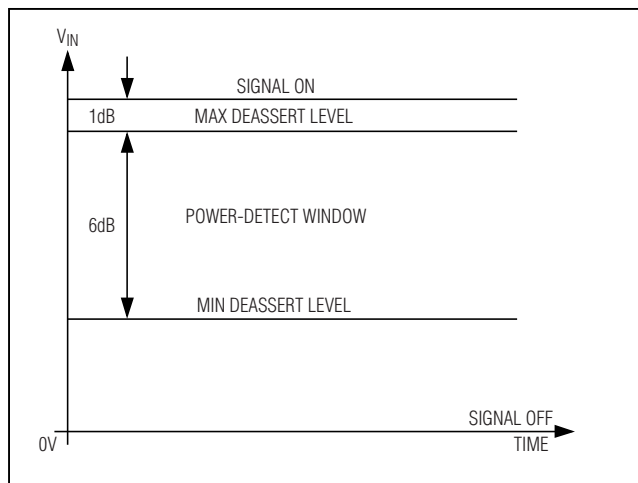 VIN
SIGNAL ON
1dB
MAX DEASSERT LEVEL
6dB
POWER-DETECT WINDOW
MIN DEASSERT LEVEL
SIGNAL OFF
0V
TIME